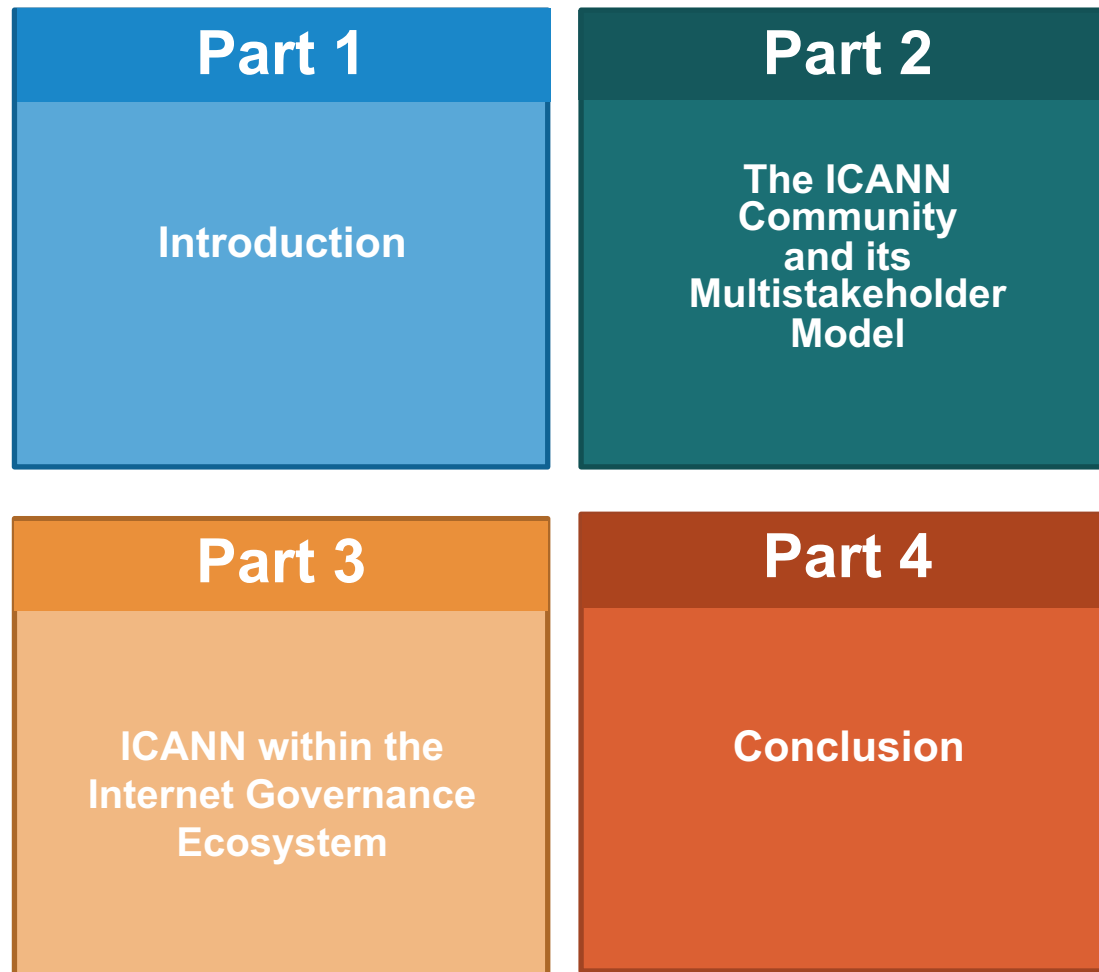 Part 1
Introduction
Part 2
The ICANN
Community
and its
Multistakeholder
Model
Part 3
ICANN within the
Internet Governance
Ecosystem
Part 4
Conclusion